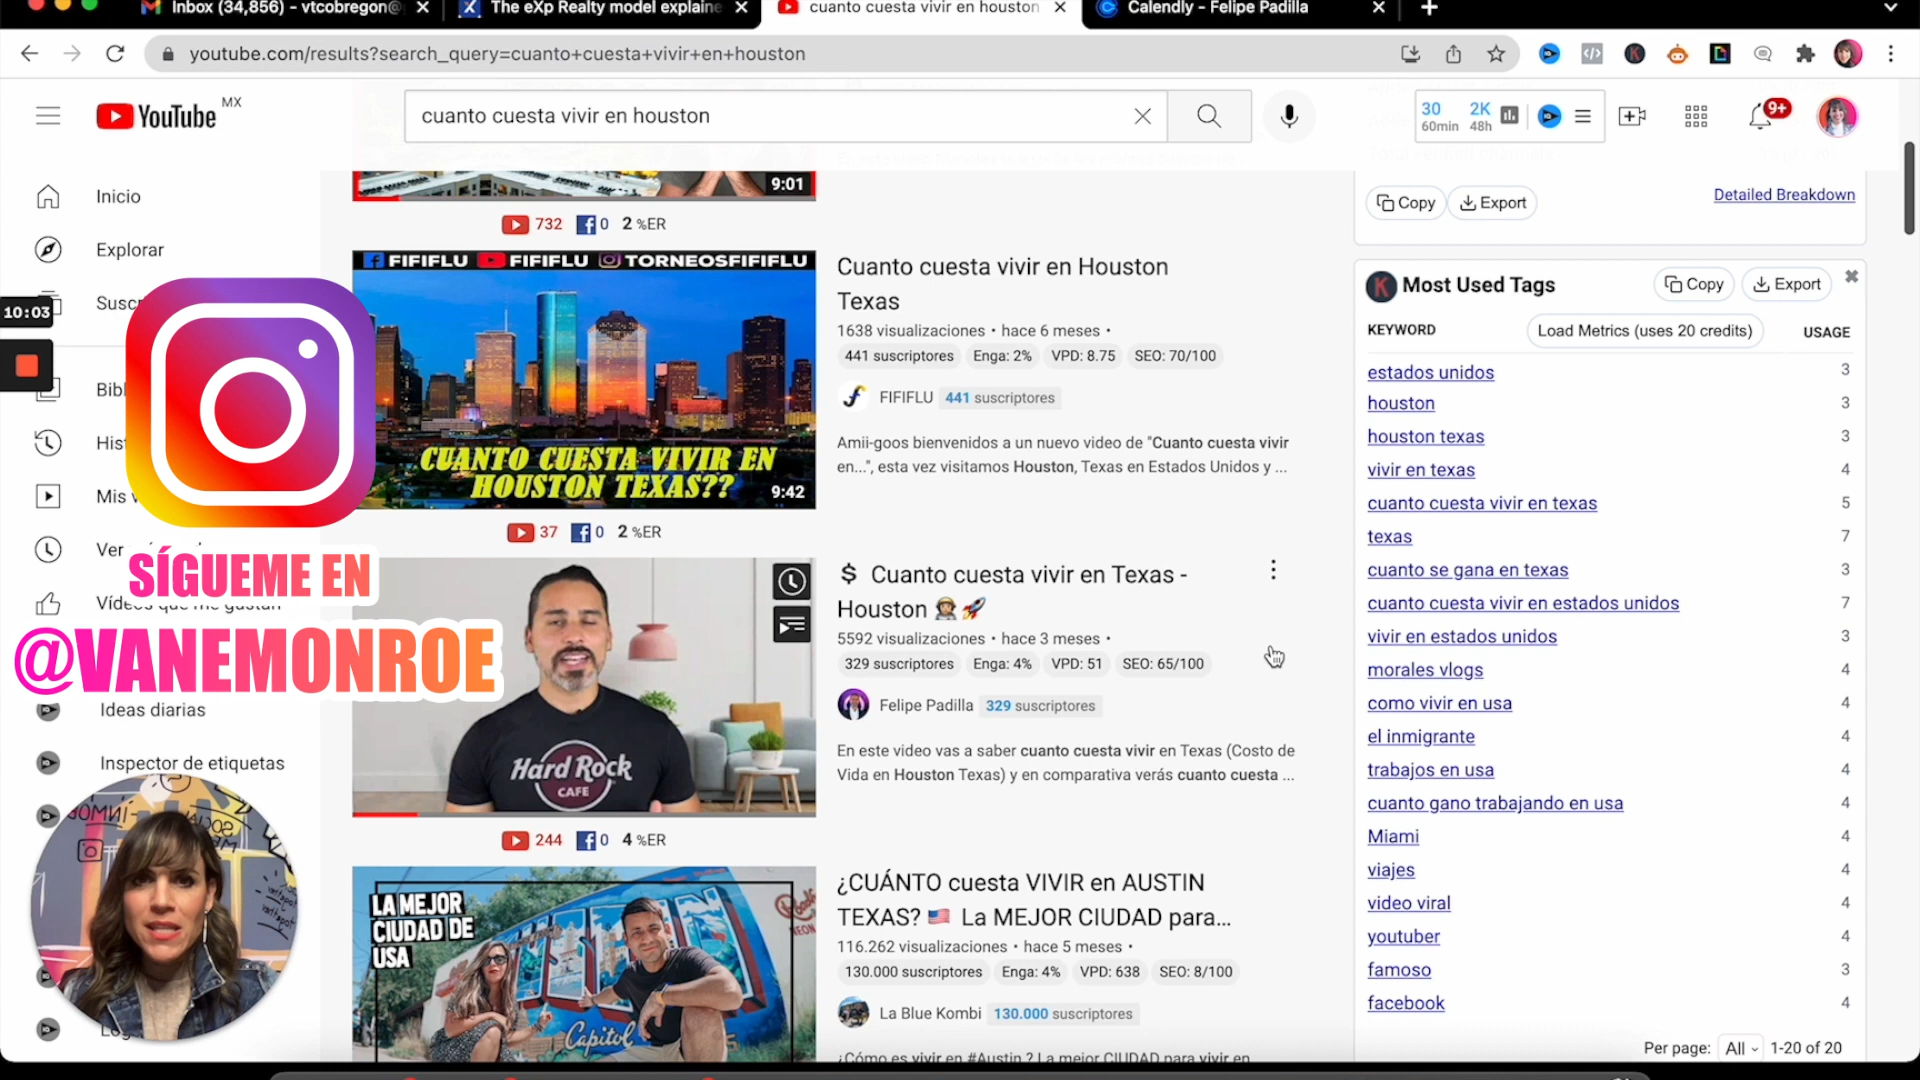 Inbox (34,856) - vtcobregon@
The eXp Realty model explaine
cuanto cuesta vivir en houston
Calendly - Felipe Padilla
youtube.com/results?search_query=cuanto+cuesta+vivir+en+houston
YouTube MX
cuanto cuesta vivir en houston
30 60min
2K 48h
9+
Inicio
Explorar
Susc
10:03
Bibl
Hist
Mis v
Ver
Vídeos que me gustan
Ideas diarias
Inspector de etiquetas
SÍGUEME EN
@VANEMONROE
9:01
732 0 2 %ER
FIFIFLU FIFIFLU TORNEOSFIFIFLU
CUANTO CUESTA VIVIR EN
HOUSTON TEXAS??
9:42
Cuanto cuesta vivir en Houston
Texas
1638 visualizaciones • hace 6 meses •
441 suscriptores Enga: 2% VPD: 8.75 SEO: 70/100
FIFIFLU 441 suscriptores
Amii-goos bienvenidos a un nuevo video de "Cuanto cuesta vivir
en...", esta vez visitamos Houston, Texas en Estados Unidos y ...
37 0 2 %ER
Hard Rock
CAFE
$ Cuanto cuesta vivir en Texas -
Houston
5592 visualizaciones • hace 3 meses •
329 suscriptores Enga: 4% VPD: 51 SEO: 65/100
Felipe Padilla 329 suscriptores
En este video vas a saber cuanto cuesta vivir en Texas (Costo de
Vida en Houston Texas) y en comparativa verás cuanto cuesta ...
244 0 4 %ER
LA MEJOR
CIUDAD DE
USA
Capitol
¿CUÁNTO cuesta VIVIR en AUSTIN
TEXAS? 🇺🇸 La MEJOR CIUDAD para...
116.262 visualizaciones • hace 5 meses •
130.000 suscriptores Enga: 4% VPD: 638 SEO: 8/100
La Blue Kombi 130.000 suscriptores
¿Cómo es vivir en #Austin ? La mejor CIUDAD para vivir en
Copy Export
Detailed Breakdown
Most Used Tags Copy Export
KEYWORD Load Metrics (uses 20 credits) USAGE
estados unidos 3
houston 3
houston texas 3
vivir en texas 4
cuanto cuesta vivir en texas 5
texas 7
cuanto se gana en texas 3
cuanto cuesta vivir en estados unidos 7
vivir en estados unidos 3
morales vlogs 4
como vivir en usa 4
el inmigrante 4
trabajos en usa 4
cuanto gano trabajando en usa 4
Miami 4
viajes 4
video viral 4
youtuber 4
famoso 3
facebook 4
Per page: All 1-20 of 20